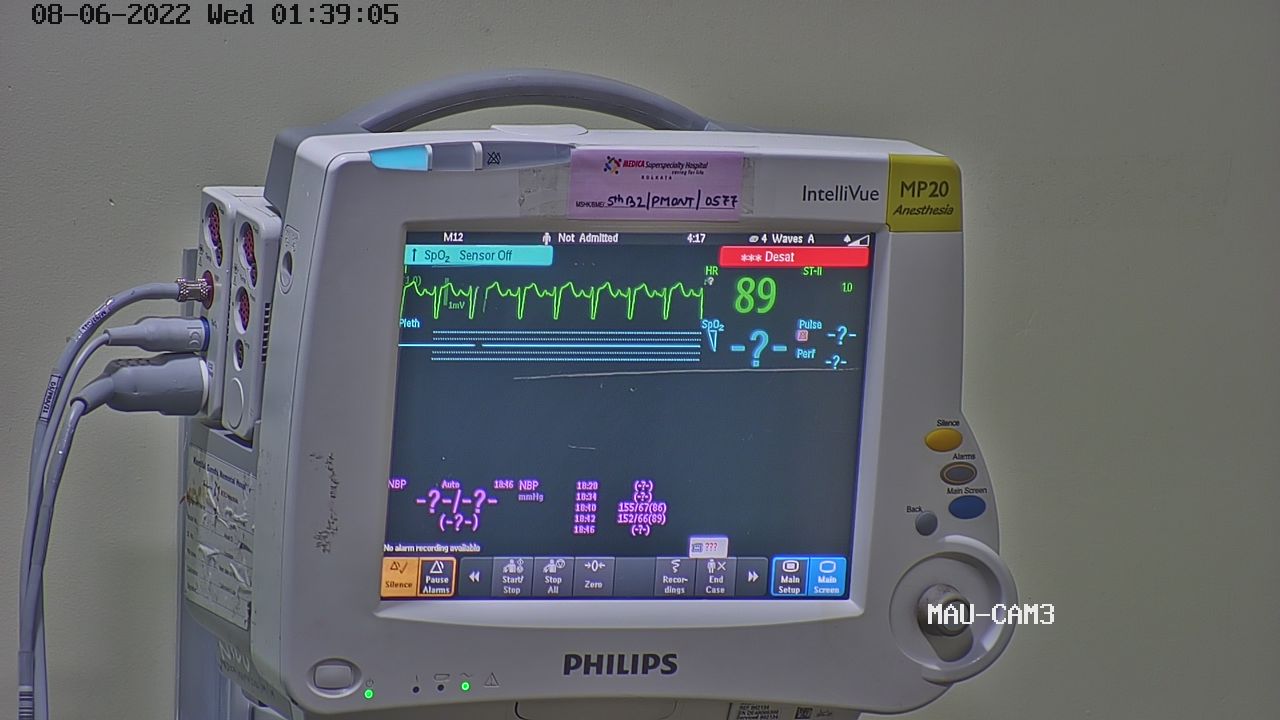 08-06-2022 Wed 01:39:05
MEDICA Superspecialty Hospital
KOLKATA
5thB2/PMONT/0577
IntelliVue
MP20
Anesthesia
M12 Not Admitted 4:17 4 Waves A
SpO2 Sensor Off
*** Desat
HR
89
ST-II
1.0
1mV
Pleth
SpO2
-?-
Pulse
-?-
Perf
-?-
NBP Auto 18:46 NBP
mmHg
-?-/-?-
(-?-)
18:28 (-?-)
18:34 (-?-)
18:40 155/67(86)
18:42 152/66(89)
18:46 (-?-)
No alarm recording available
???
Silence
Pause
Alarms
Start/
Stop
Stop
All
Zero
Recor-
dings
End
Case
Main
Setup
Main
Screen
Silence
Alarms
Main Screen
Back
MAU-CAM3
PHILIPS